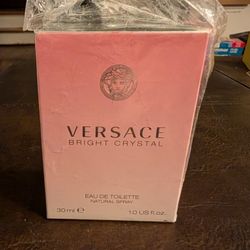 VERSACE
BRIGHT CRYSTAL
EAU DE TOILETTE
NATURAL SPRAY
30 ml ℮ 1.0 US fl.oz.